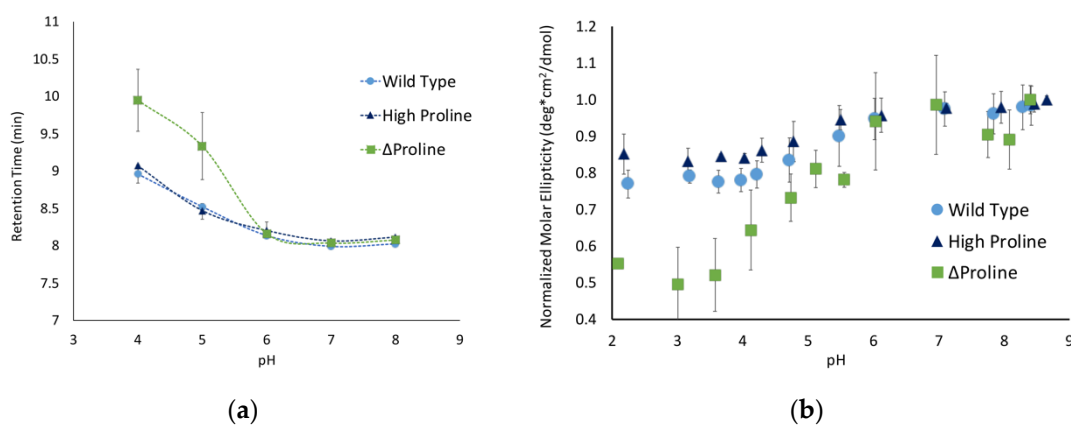 11
10.5
10
9.5
9
8.5
8
7.5
7
3 4 5 6 7 8 9
pH
Retention Time (min)
Wild Type
High Proline
ΔProline
(a)
1.2
1.1
1.0
0.9
0.8
0.7
0.6
0.5
0.4
2 3 4 5 6 7 8 9
pH
Normalized Molar Ellipticity (deg*cm²/dmol)
Wild Type
High Proline
ΔProline
(b)